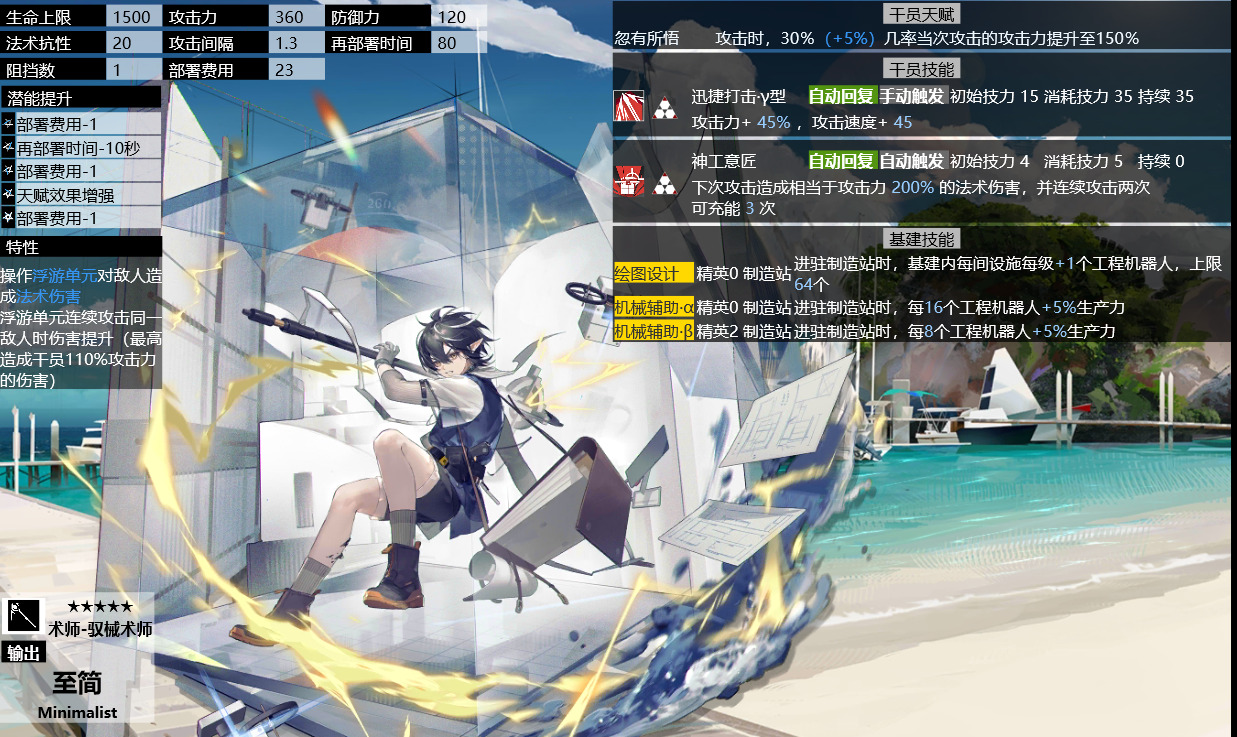 生命上限 1500 攻击力 360 防御力 120
法术抗性 20 攻击间隔 1.3 再部署时间 80
阻挡数 1 部署费用 23
潜能提升
部署费用-1
再部署时间-10秒
部署费用-1
天赋效果增强
部署费用-1
特性
操作浮游单元对敌人造
成法术伤害
浮游单元连续攻击同一
敌人时伤害提升（最高
造成干员110%攻击力
的伤害）
★★★★★
术师-驭械术师
输出
至简
Minimalist
干员天赋
忽有所悟 攻击时，30%（+5%）几率当次攻击的攻击力提升至150%
干员技能
迅捷打击·γ型 自动回复 手动触发 初始技力 15 消耗技力 35 持续 35
攻击力+ 45% ，攻击速度+ 45
神工意匠 自动回复 自动触发 初始技力 4 消耗技力 5 持续 0
下次攻击造成相当于攻击力 200% 的法术伤害，并连续攻击两次
可充能 3 次
基建技能
绘图设计 精英0 制造站 进驻制造站时，基建内每间设施每级+1个工程机器人，上限
64个
机械辅助·α 精英0 制造站 进驻制造站时，每16个工程机器人+5%生产力
机械辅助·β 精英2 制造站 进驻制造站时，每8个工程机器人+5%生产力